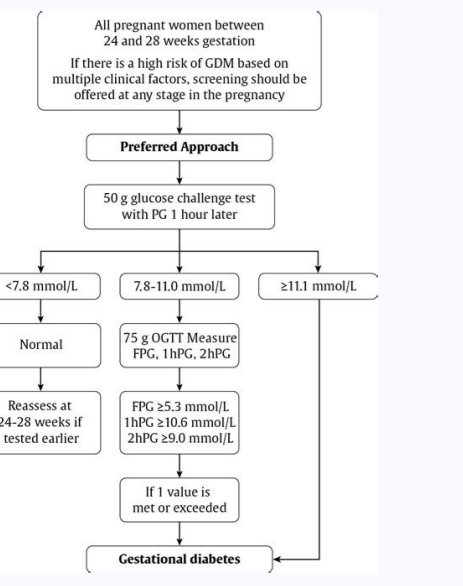 All pregnant women between
24 and 28 weeks gestation
If there is a high risk of GDM based on
multiple clinical factors, screening should be
offered at any stage in the pregnancy
Preferred Approach
50 g glucose challenge test
with PG 1 hour later
<7.8 mmol/L
7.8-11.0 mmol/L
≥11.1 mmol/L
Normal
75 g OGTT Measure
FPG, 1hPG, 2hPG
Reassess at
24-28 weeks if
tested earlier
FPG ≥5.3 mmol/L
1hPG ≥10.6 mmol/L
2hPG ≥9.0 mmol/L
If 1 value is
met or exceeded
Gestational diabetes